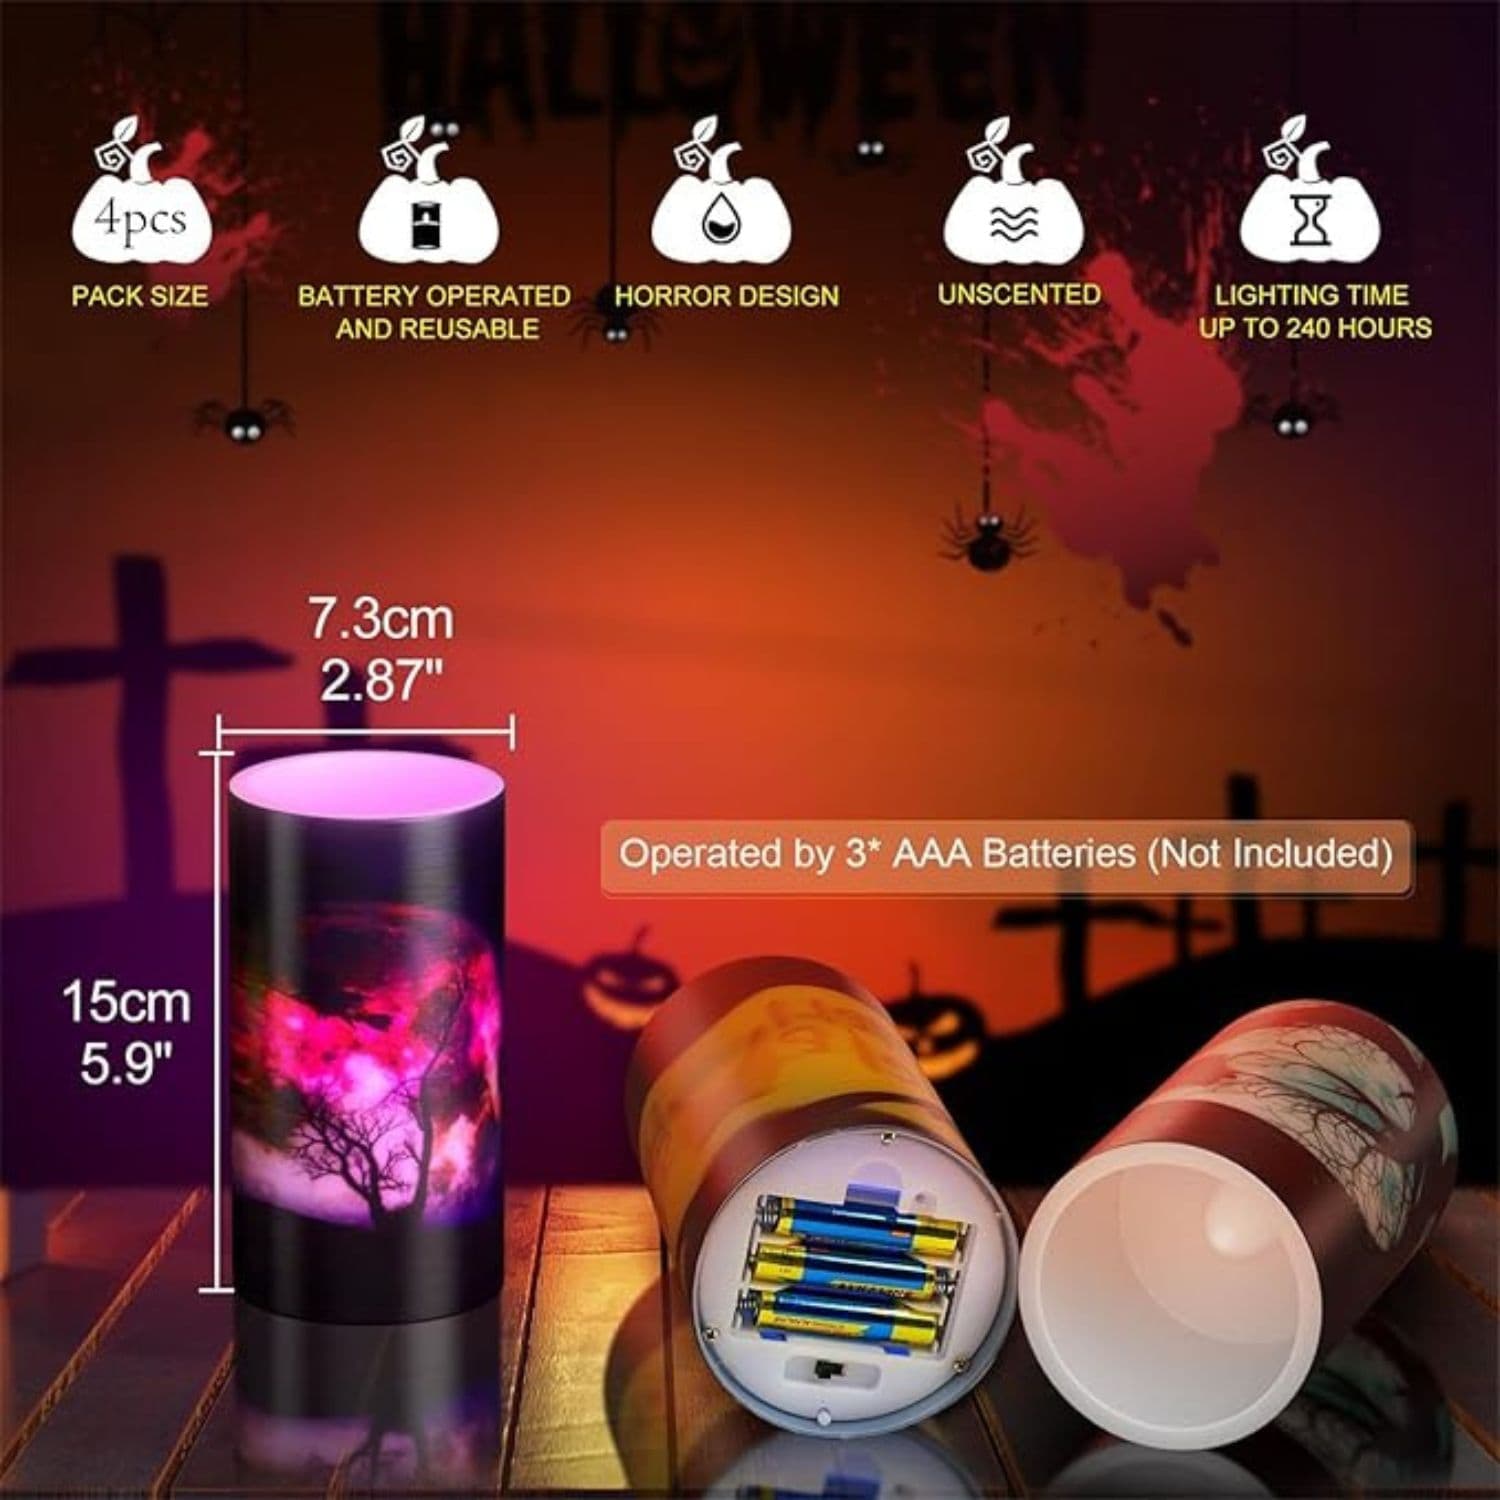 HALLOWEEN
4pcs
PACK SIZE
BATTERY OPERATED
AND REUSABLE
HORROR DESIGN
UNSCENTED
LIGHTING TIME
UP TO 240 HOURS
7.3cm
2.87"
15cm
5.9"
Operated by 3* AAA Batteries (Not Included)